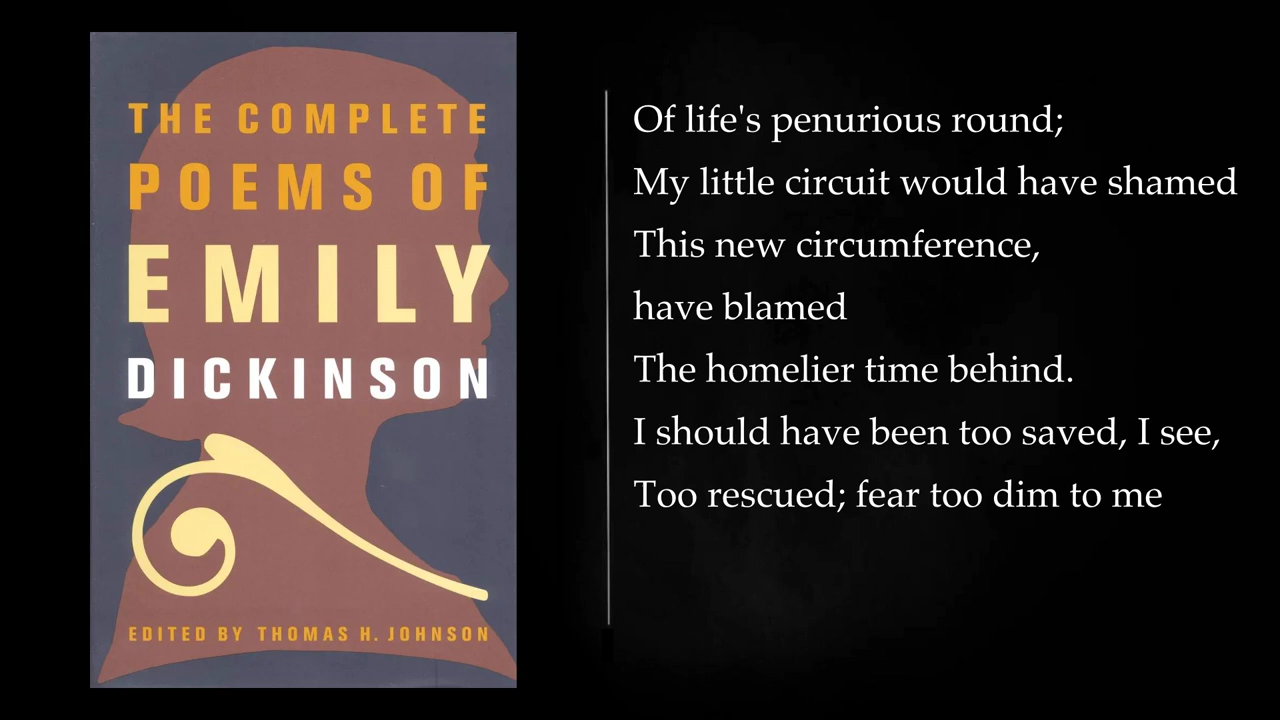 THE COMPLETE
POEMS OF
EMILY
DICKINSON
EDITED BY THOMAS H. JOHNSON
Of life's penurious round;
My little circuit would have shamed
This new circumference,
have blamed
The homelier time behind.
I should have been too saved, I see,
Too rescued; fear too dim to me